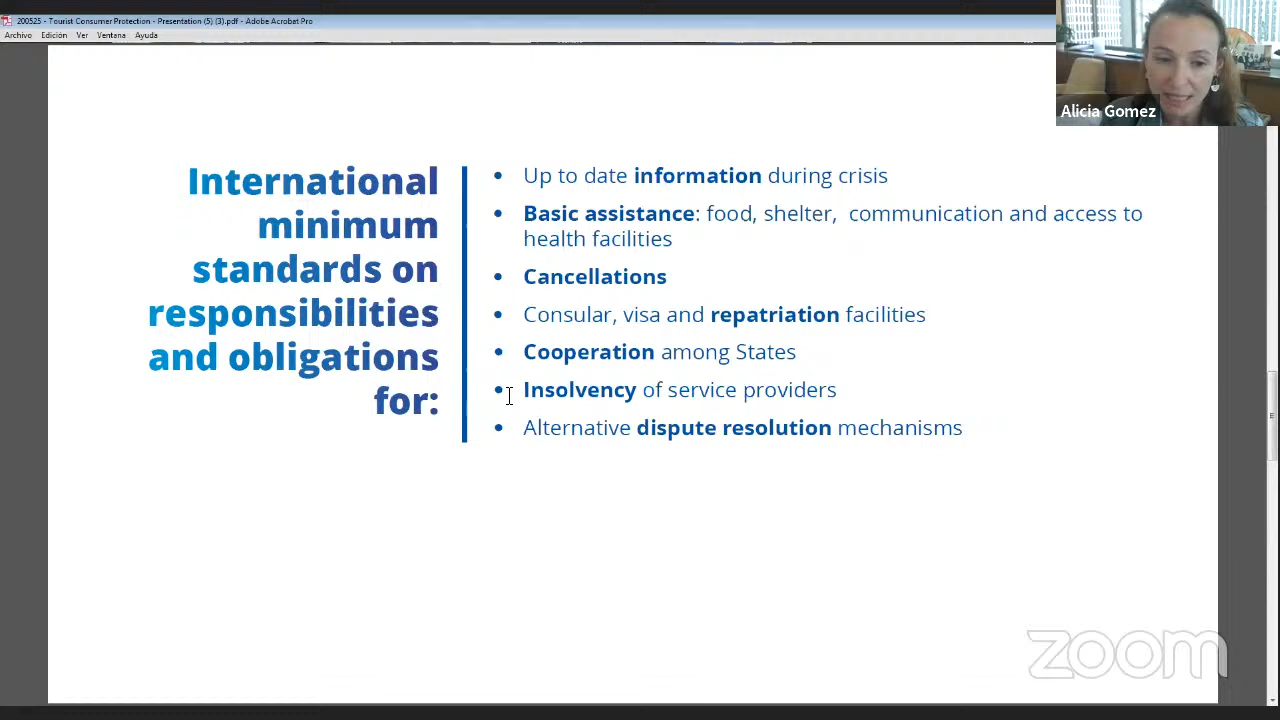 200525 - Tourist Consumer Protection - Presentation (5) (3).pdf - Adobe Acrobat Pro
Archivo Edición Ver Ventana Ayuda
Alicia Gomez
International
minimum
standards on
responsibilities
and obligations
for:
• Up to date information during crisis
• Basic assistance: food, shelter, communication and access to
health facilities
• Cancellations
• Consular, visa and repatriation facilities
• Cooperation among States
• Insolvency of service providers
• Alternative dispute resolution mechanisms
zoom